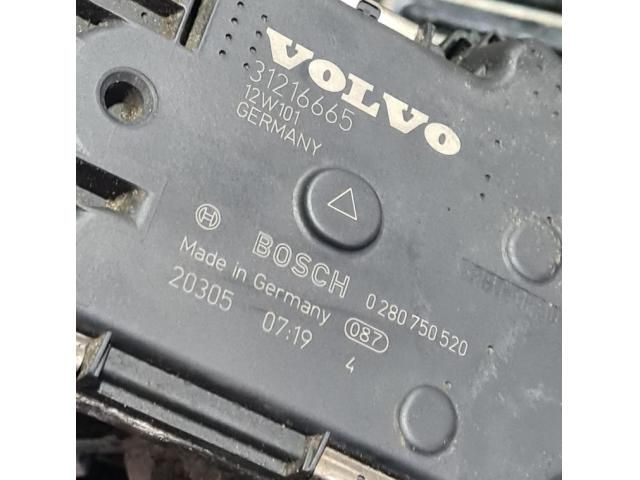 VOLVO
31216665
12W101
GERMANY
BOSCH 0 280 750 520
Made in Germany 087
20305 07:19 4